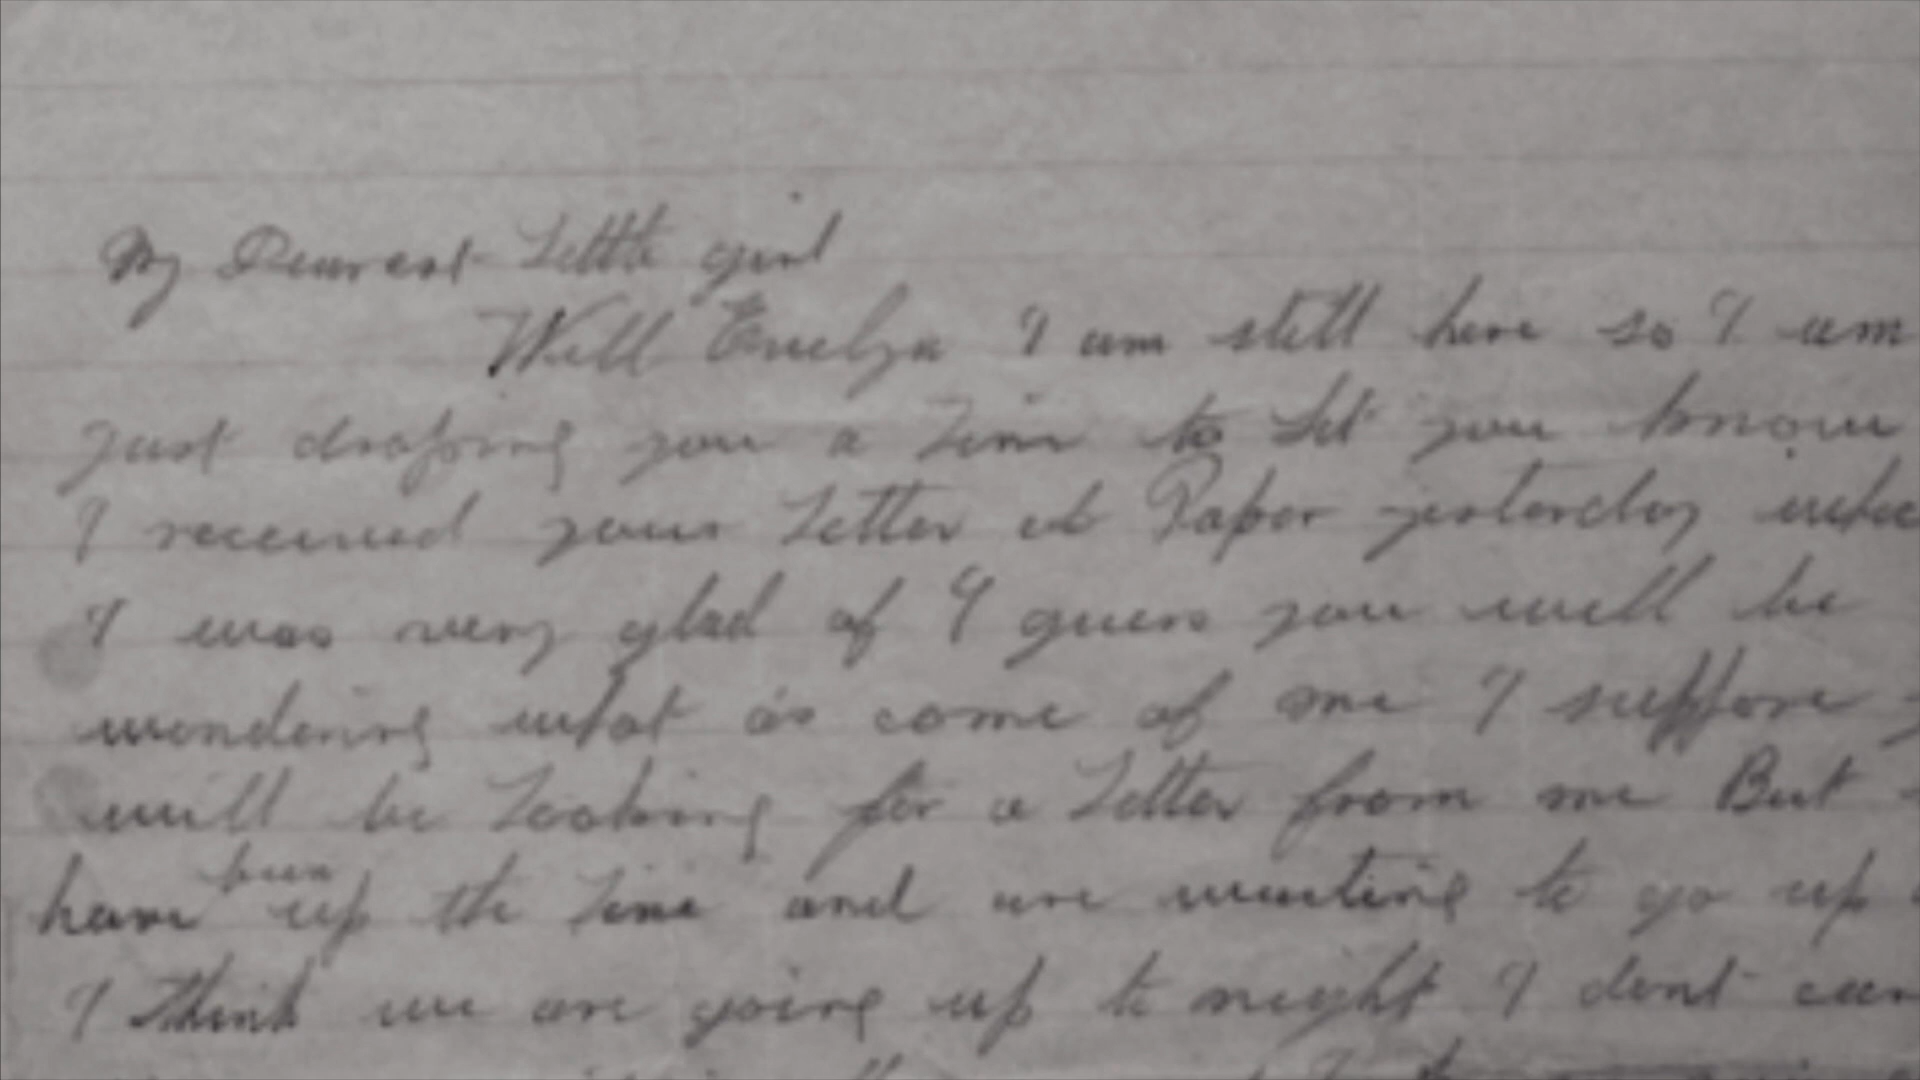 My Dearest Little girl
Well Evelyn I am still here so I am
just droping you a line to let you know
I received your Letter & Paper yesterday
I was very glad of I guess you will be
wondering what is come of me I suppose
will be Looking for a Letter from me But
have been up the Line and are waiting to go up
I think we are going up to night I dont